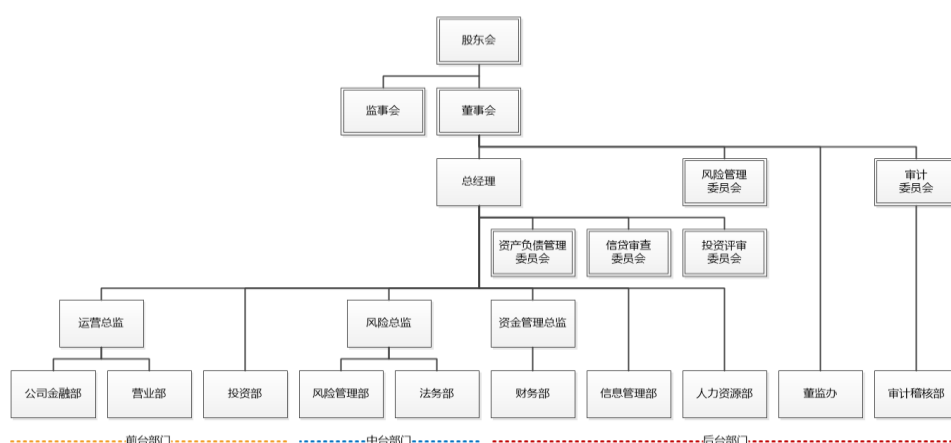 股东会
监事会
董事会
总经理
风险管理
委员会
审计
委员会
资产负债管理
委员会
信贷审查
委员会
投资评审
委员会
运营总监
风险总监
资金管理总监
公司金融部
营业部
投资部
风险管理部
法务部
财务部
信息管理部
人力资源部
董监办
审计稽核部
前台部门
中台部门
后台部门